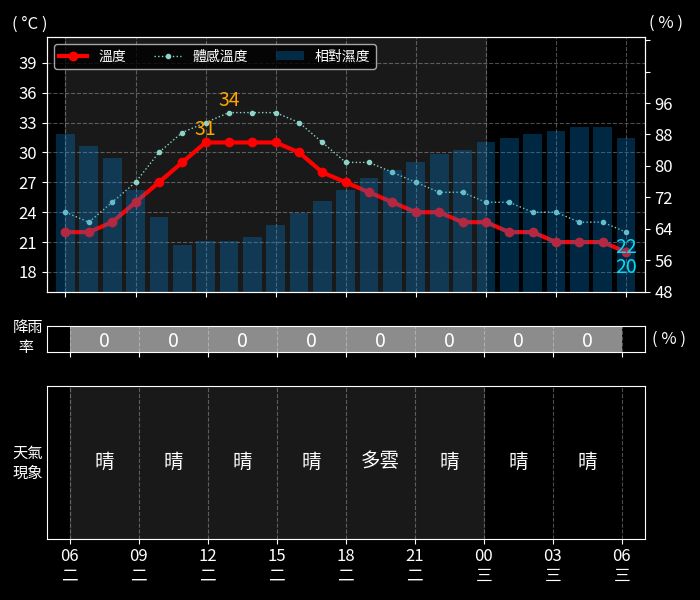 ( °C )
( % )
溫度
體感溫度
相對濕度
39
36
33
30
27
24
21
18
96
88
80
72
64
56
48
34
31
22
20
降雨
率
0 0 0 0 0 0 0 0
( % )
天氣
現象
晴 晴 晴 晴 多雲 晴 晴 晴
06 09 12 15 18 21 00 03 06
二 二 二 二 二 二 三 三 三